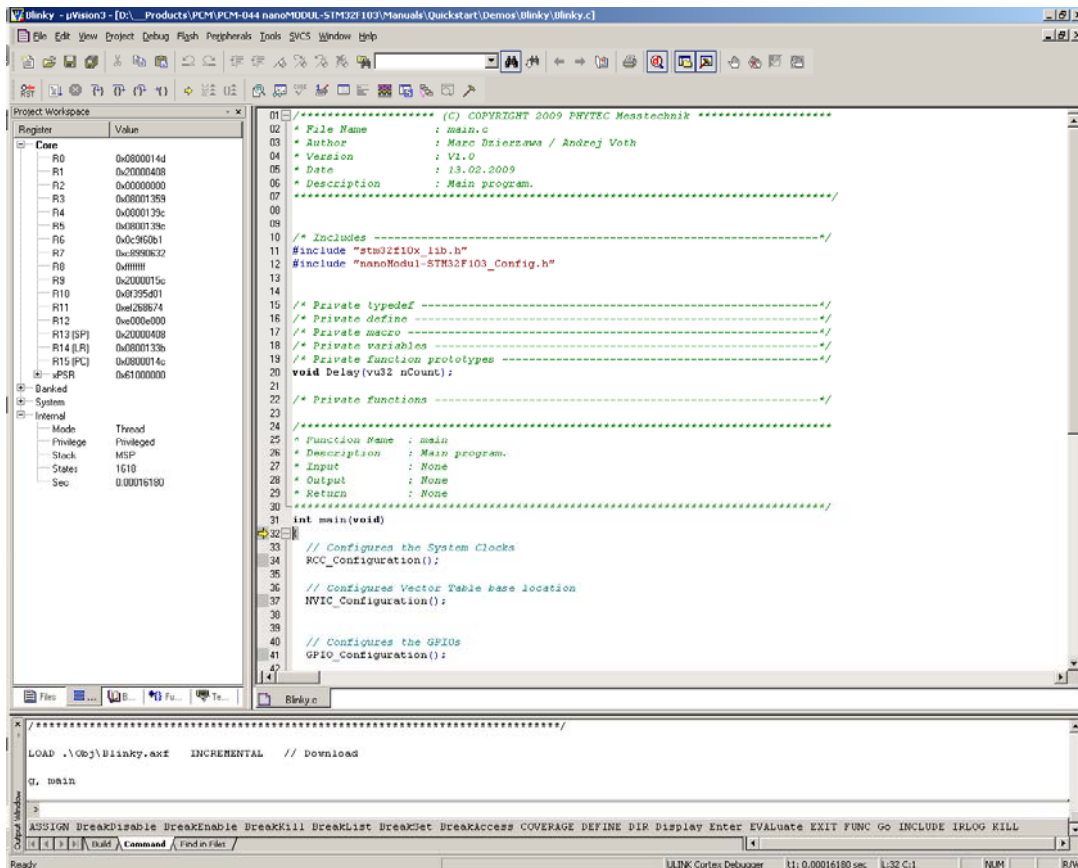 Blinky - µVision3 - [D:\__Products\PCM\PCM-044 nanoMODUL-STM32F103\Manuals\Quickstart\Demos\Blinky\Blinky.c]
File Edit View Project Debug Flash Peripherals Tools SVCS Window Help
Project Workspace
Register Value
Core
R0 0x0800014d
R1 0x20000408
R2 0x00000000
R3 0x08001359
R4 0x0800139c
R5 0x0800139c
R6 0x0c9f60b1
R7 0xc8990632
R8 0xffffffff
R9 0x2000015c
R10 0x8f395d01
R11 0xef268674
R12 0xe000e000
R13 (SP) 0x20000408
R14 (LR) 0x0800133b
R15 (PC) 0x0800014c
xPSR 0x61000000
Banked
System
Internal
Mode Thread
Privilege Privileged
Stack MSP
States 1618
Sec 0.00016180
Files
B...
Fu...
Te...
01 /******************** (C) COPYRIGHT 2009 PHYTEC Messtechnik ********************
02 * File Name : main.c
03 * Author : Marc Dzierzawa / Andrej Voth
04 * Version : V1.0
05 * Date : 13.02.2009
06 * Description : Main program.
07 *******************************************************************************/
08
09
10 /* Includes ------------------------------------------------------------------*/
11 #include "stm32f10x_lib.h"
12 #include "nanoModul-STM32F103_Config.h"
13
14
15 /* Private typedef -----------------------------------------------------------*/
16 /* Private define ------------------------------------------------------------*/
17 /* Private macro -------------------------------------------------------------*/
18 /* Private variables ---------------------------------------------------------*/
19 /* Private function prototypes -----------------------------------------------*/
20 void Delay(vu32 nCount);
21
22 /* Private functions ---------------------------------------------------------*/
23
24 /*******************************************************************************
25 * Function Name : main
26 * Description : Main program.
27 * Input : None
28 * Output : None
29 * Return : None
30 *******************************************************************************/
31 int main(void)
32 {
33 // Configures the System Clocks
34 RCC_Configuration();
35
36 // Configures Vector Table base location
37 NVIC_Configuration();
38
39
40 // Configures the GPIOs
41 GPIO_Configuration();
42
Blinky.c
/******************************************************************************/
LOAD .\Obj\Blinky.axf INCREMENTAL // Download
g, main
>
ASSIGN BreakDisable BreakEnable BreakKill BreakList BreakSet BreakAccess COVERAGE DEFINE DIR Display Enter EVALuate EXIT FUNC Go INCLUDE IRLOG KILL
Output Window
Build Command Find in Files
Ready ULINK Cortex Debugger t1: 0.00016180 sec L:32 C:1 NUM R/W